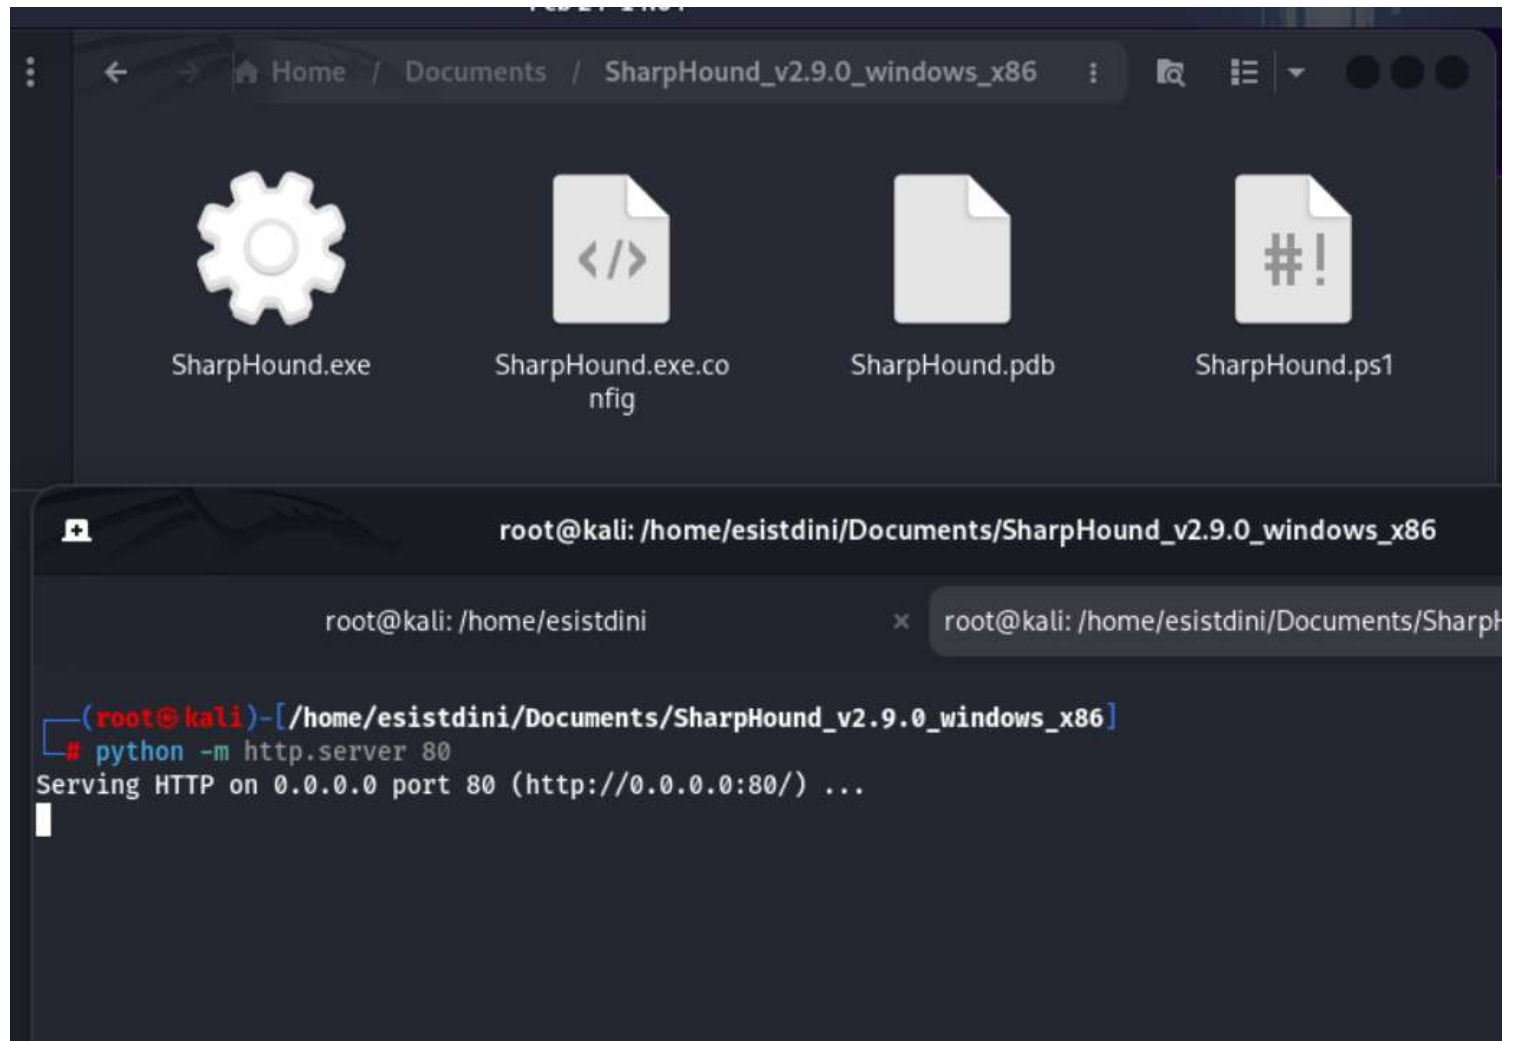 Home / Documents / SharpHound_v2.9.0_windows_x86
SharpHound.exe
SharpHound.exe.co
nfig
SharpHound.pdb
SharpHound.ps1
</>
#!
root@kali: /home/esistdini/Documents/SharpHound_v2.9.0_windows_x86
root@kali: /home/esistdini
root@kali: /home/esistdini/Documents/SharpH
(root㉿kali)-[/home/esistdini/Documents/SharpHound_v2.9.0_windows_x86]
# python -m http.server 80
Serving HTTP on 0.0.0.0 port 80 (http://0.0.0.0:80/) ...